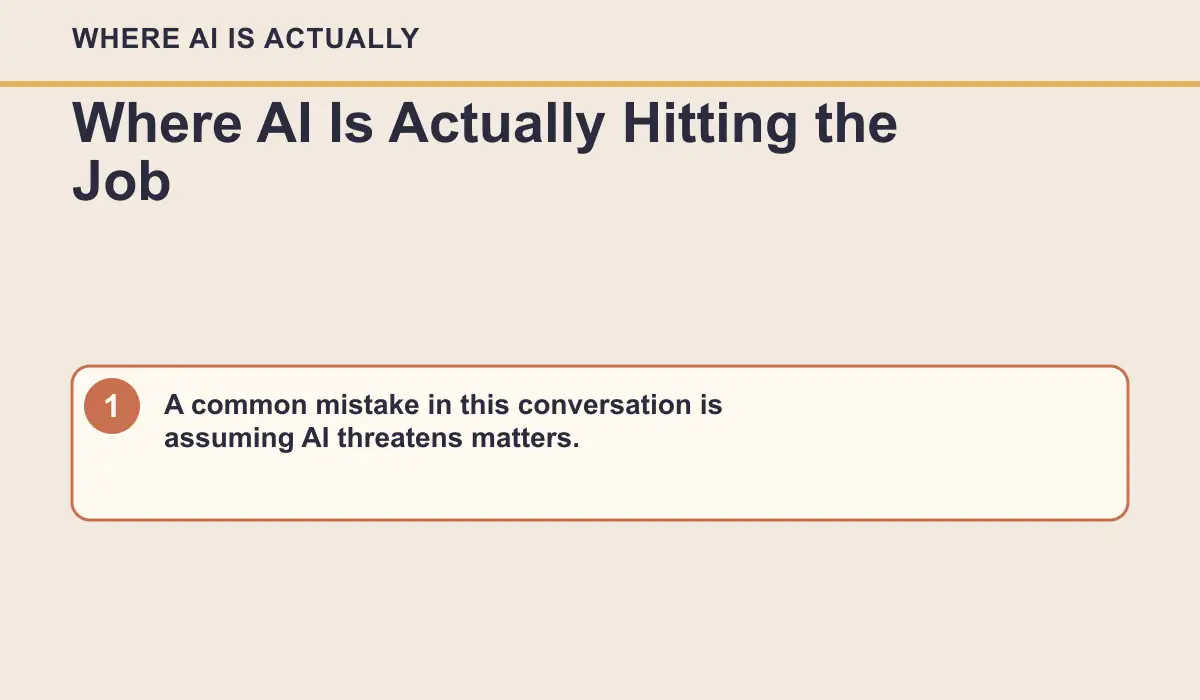 WHERE AI IS ACTUALLY
Where AI Is Actually Hitting the
Job
1
A common mistake in this conversation is
assuming AI threatens matters.